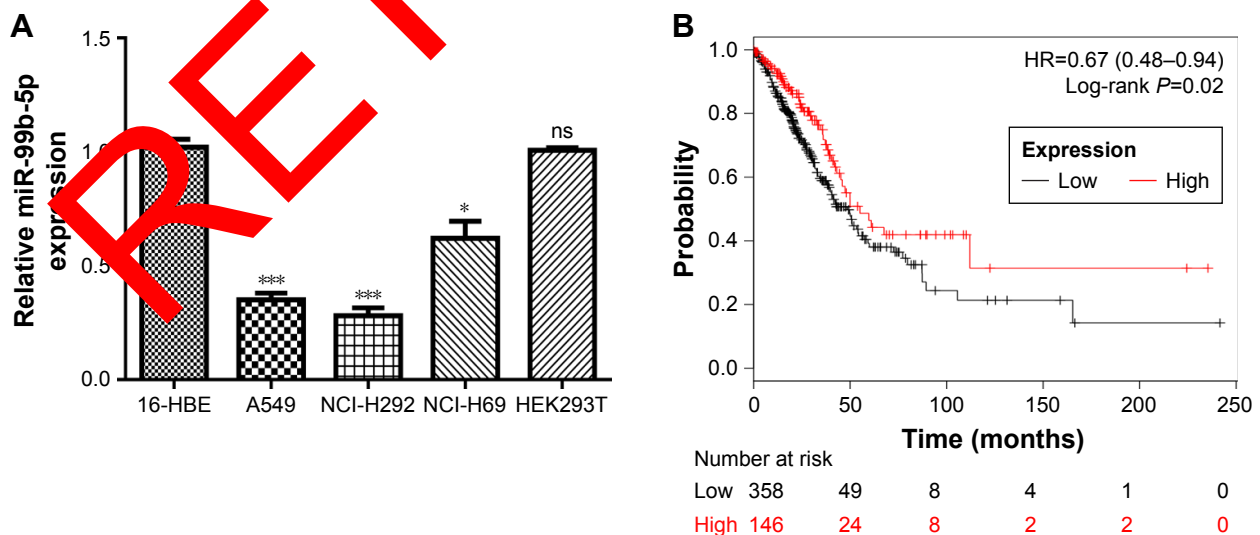 A
Relative miR-99b-5p
expression
1.5
1.0
0.5
0.0
***
***
*
ns
16-HBE A549 NCI-H292 NCI-H69 HEK293T
RET
B
Probability
1.0
0.8
0.6
0.4
0.2
0.0
HR=0.67 (0.48–0.94)
Log-rank P=0.02
Expression
Low High
0 50 100 150 200 250
Time (months)
Number at risk
Low 358 49 8 4 1 0
High 146 24 8 2 2 0